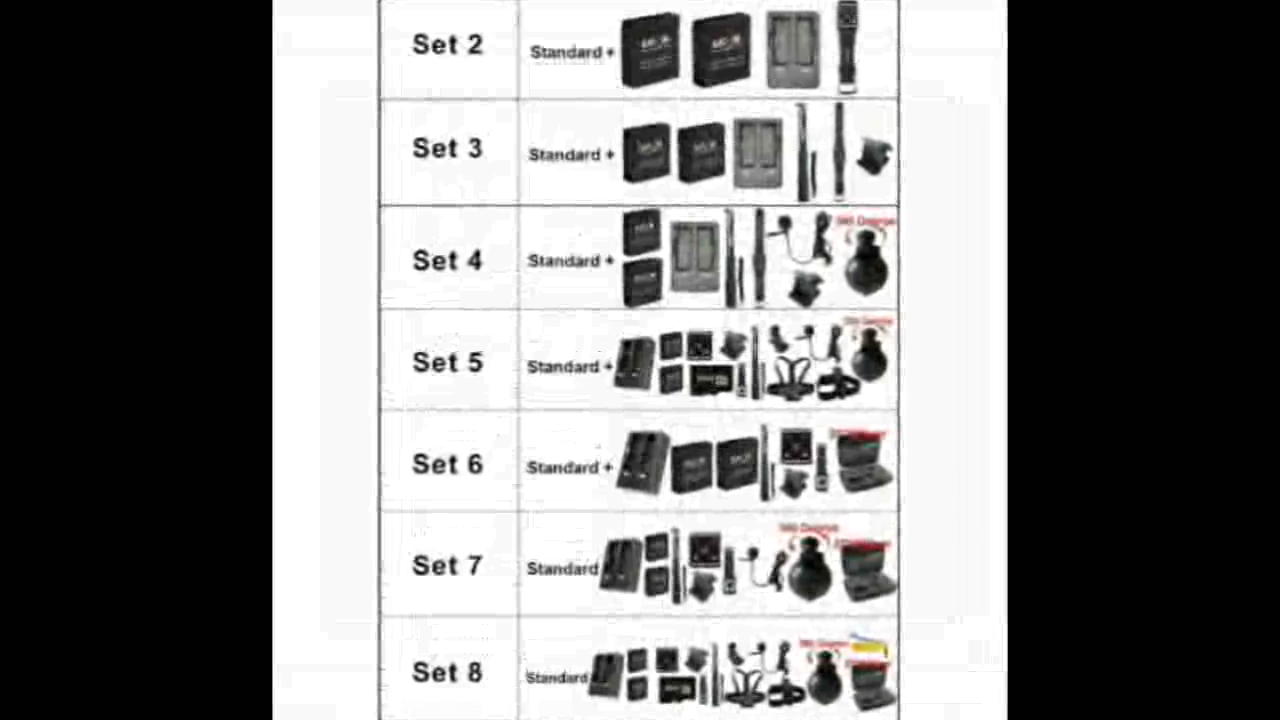 Set 2
Standard +
Set 3
Standard +
Set 4
Standard +
Set 5
Standard +
Set 6
Standard +
Set 7
Standard
Set 8
Standard